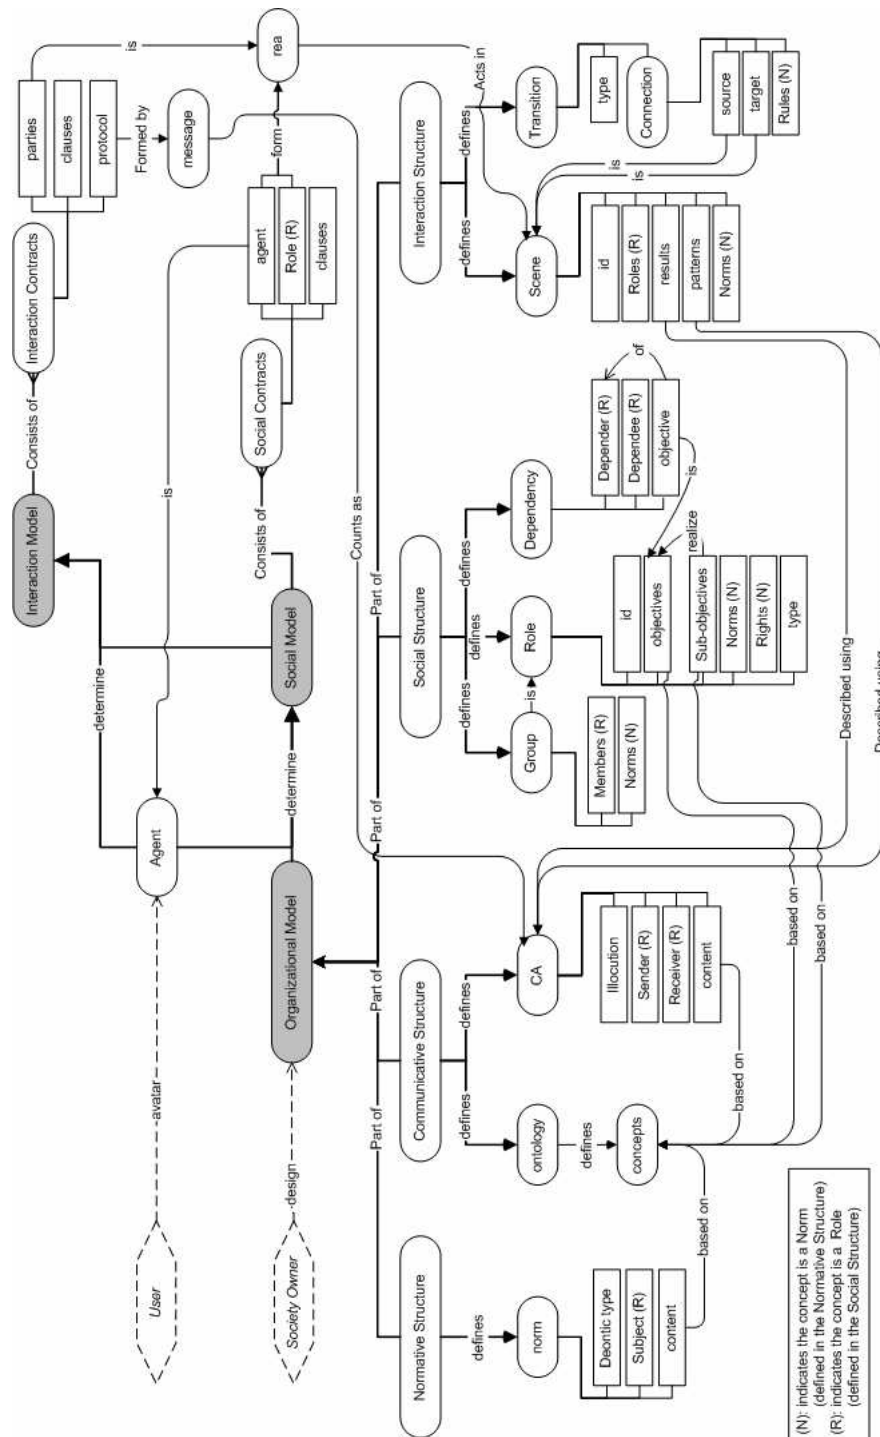 User
avatar
Agent
determine
Interaction Model
Consists of
Interaction Contracts
parties
clauses
protocol
is
Formed by
message
rea
Society Owner
design
Organizational Model
determine
Social Model
Consists of
Social Contracts
agent
Role (R)
clauses
form
is
Counts as
Acts in
Part of
Part of
Part of
Part of
Normative Structure
Communicative Structure
Social Structure
Interaction Structure
defines
defines
defines
defines
defines
defines
defines
defines
norm
ontology
CA
Group
is
Role
Dependency
Scene
Transition
Deontic type
Subject (R)
content
based on
defines
concepts
Illocution
Sender (R)
Receiver (R)
content
based on
Members (R)
Norms (N)
id
objectives
realize
Sub-objectives
Norms (N)
Rights (N)
type
based on
based on
Depender (R)
Dependee (R)
objective
of
is
id
Roles (R)
results
patterns
Norms (N)
is
is
type
Connection
source
target
Rules (N)
Described using
Described using
(N): indicates the concept is a Norm
(defined in the Normative Structure)
(R): indicates the concept is a Role
(defined in the Social Structure)